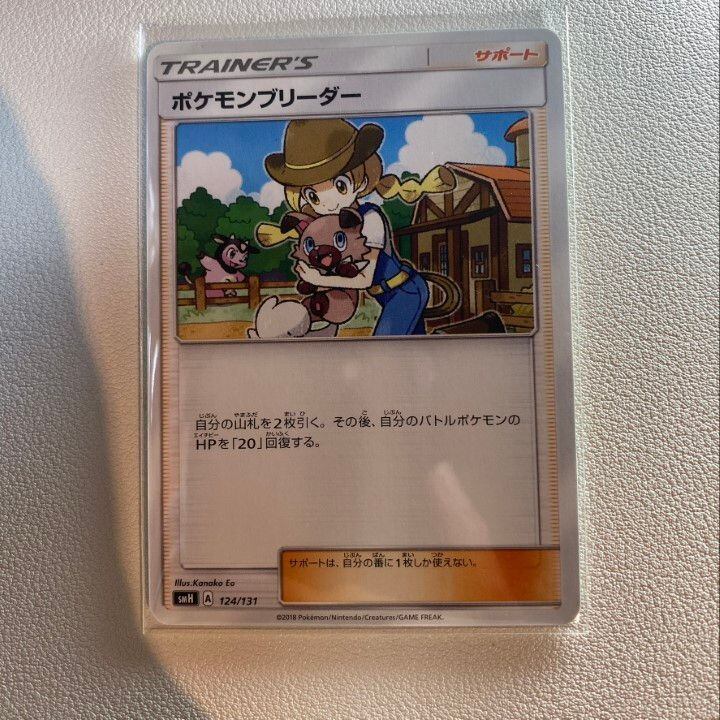 TRAINER'S サポート
ポケモンブリーダー
自分の山札を2枚引く。その後、自分のバトルポケモンの
HPを「20」回復する。
サポートは、自分の番に1枚しか使えない。
Illus.Kanako Eo
SMH A 124/131
©2018 Pokémon/Nintendo/Creatures/GAME FREAK.